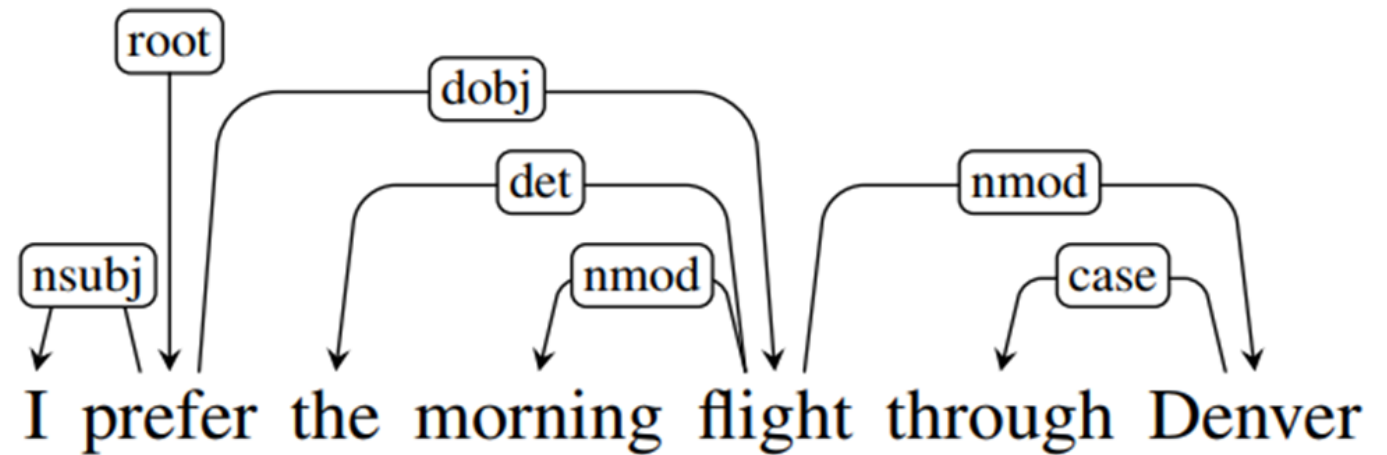 root
dobj
det
nmod
nsubj
nmod
case
I prefer the morning flight through Denver